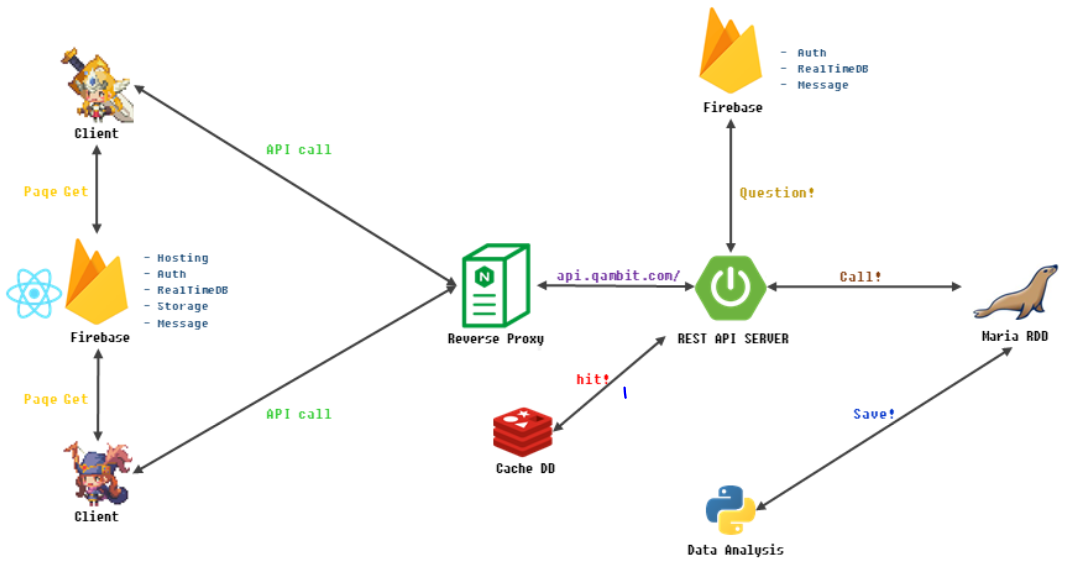 - Auth
- RealTimeDB
- Message
Firebase
Client
API call
Page Get
Question!
- Hosting
- Auth
- RealTimeDB
- Storage
- Message
Firebase
N
Reverse Proxy
api.qambit.com/
REST API SERVER
Call!
Maria RDD
hit!
Cache DD
Page Get
API call
Save!
Client
Data Analysis